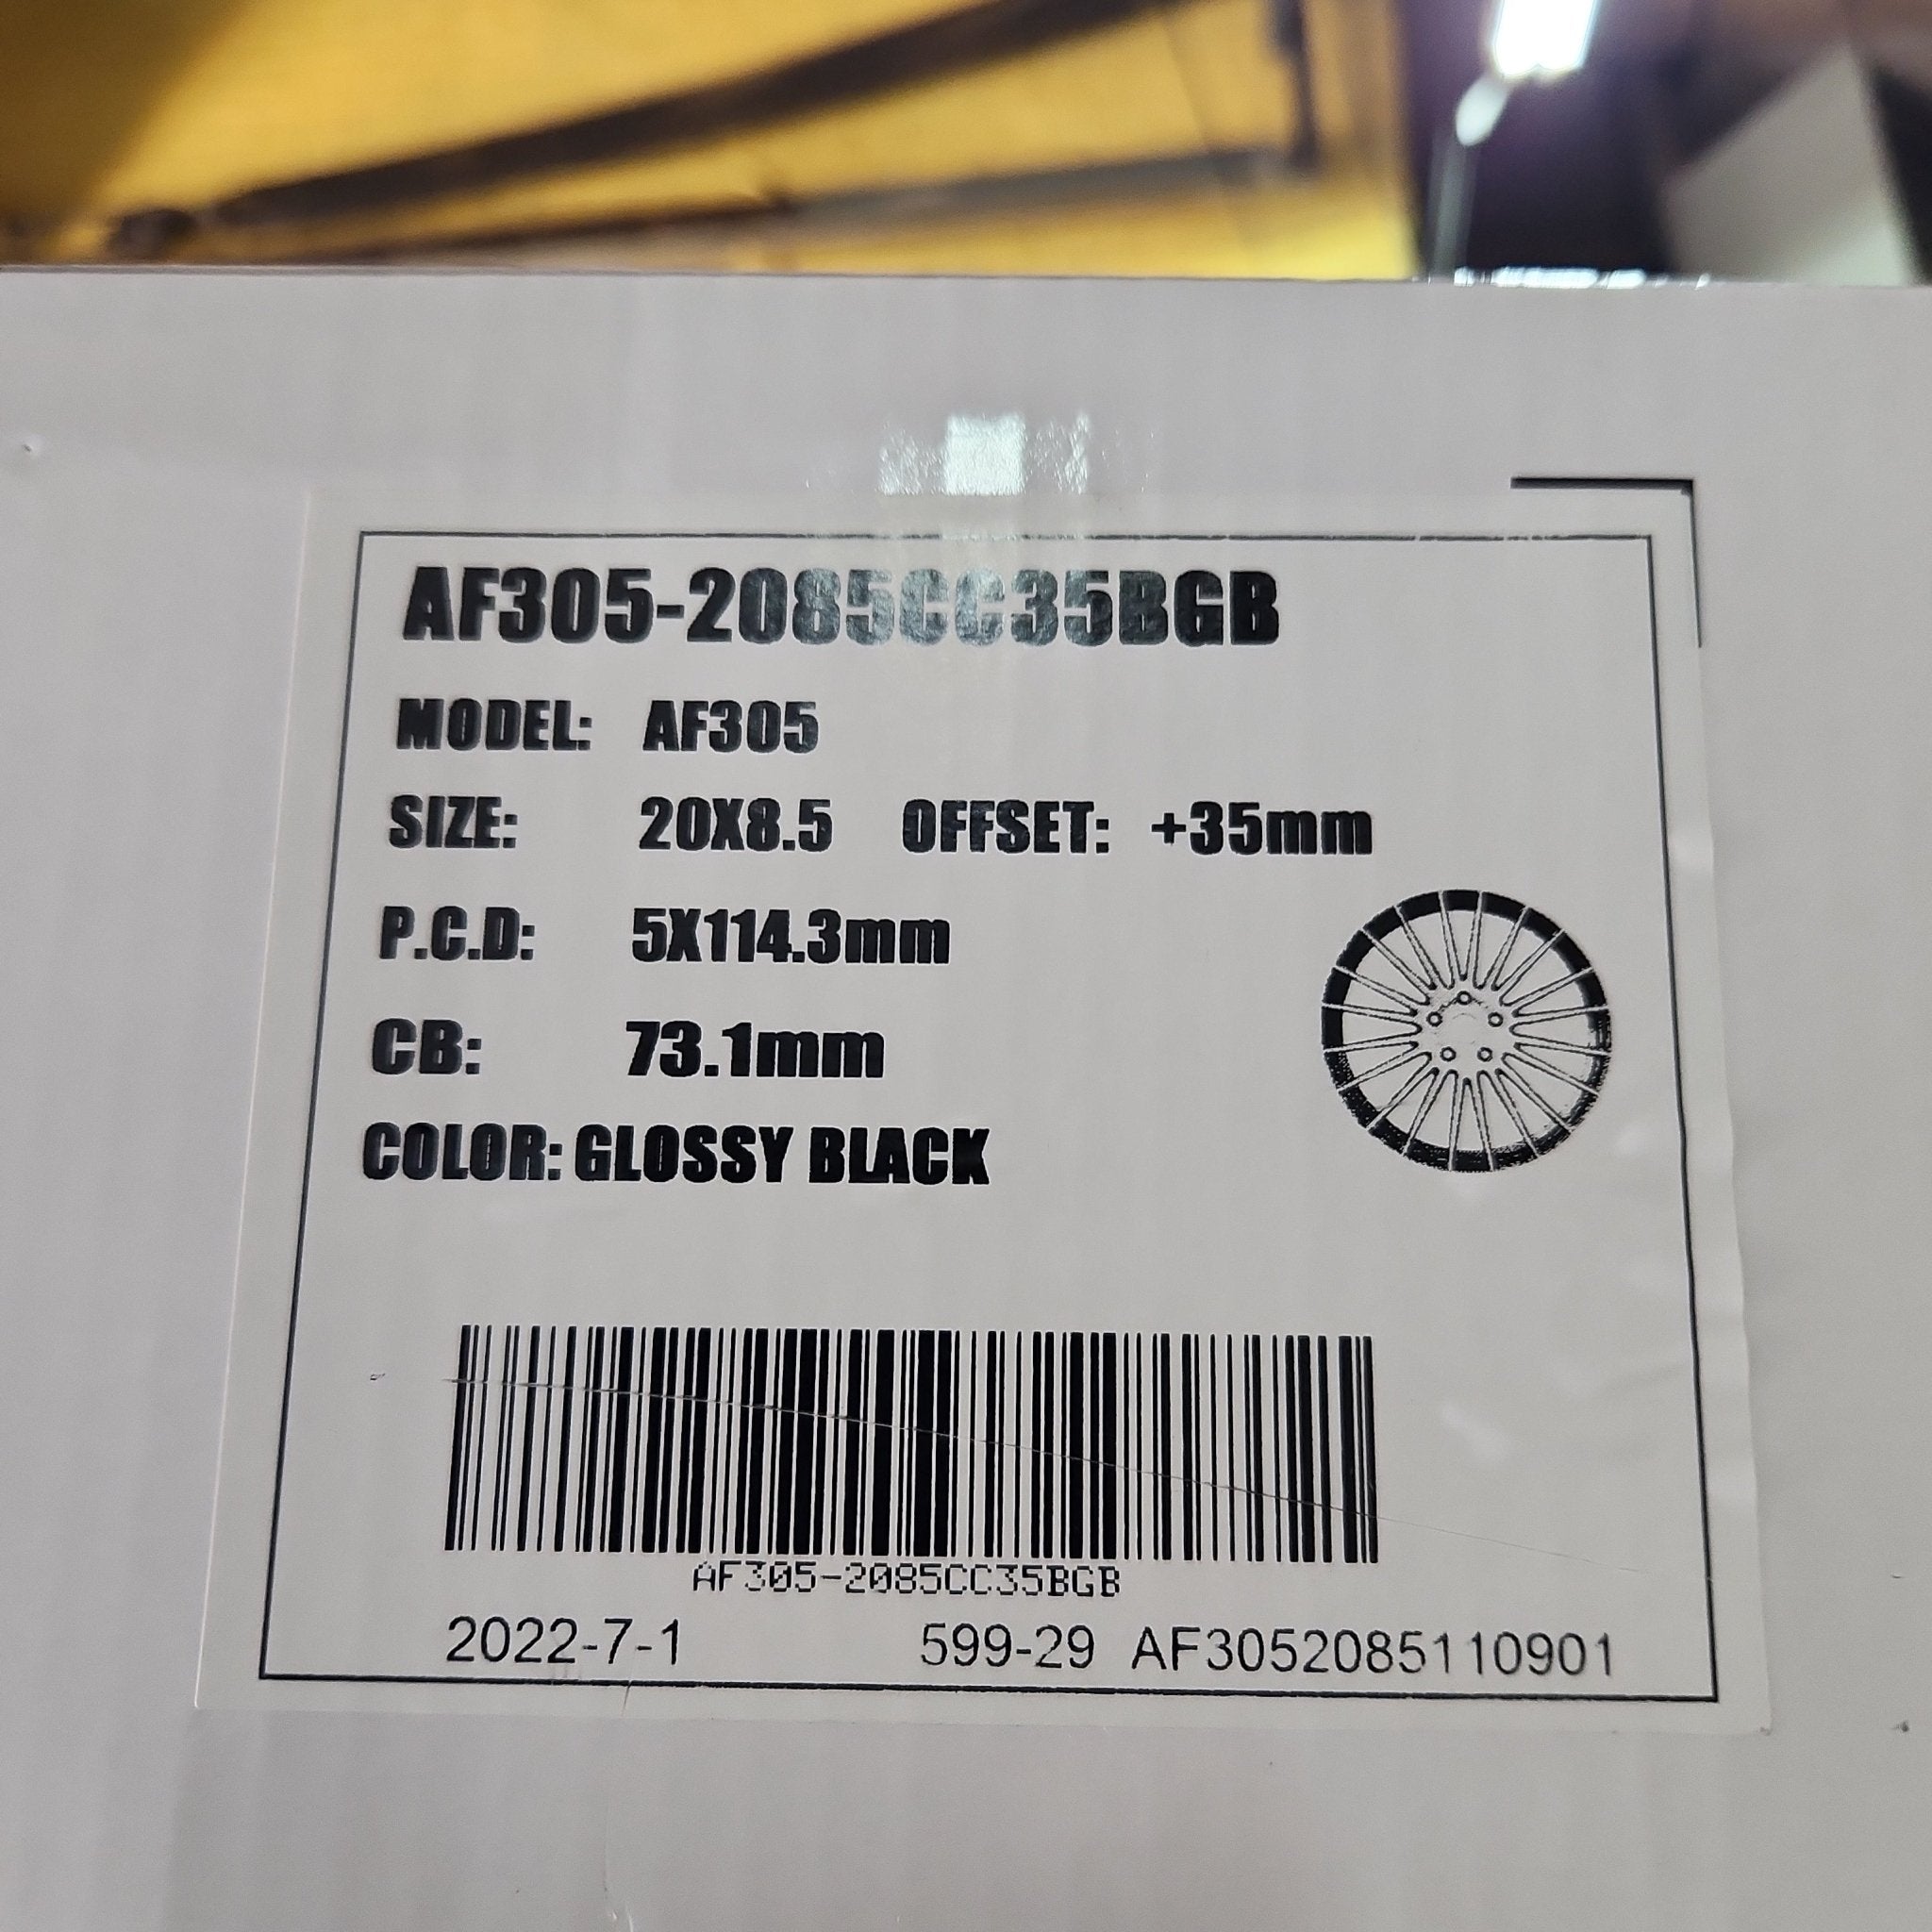 AF305-2085CC35BGB
MODEL: AF305
SIZE: 20X8.5 OFFSET: +35mm
P.C.D: 5X114.3mm
CB: 73.1mm
COLOR: GLOSSY BLACK
AF305-2085CC35BGB
2022-7-1 599-29 AF3052085110901